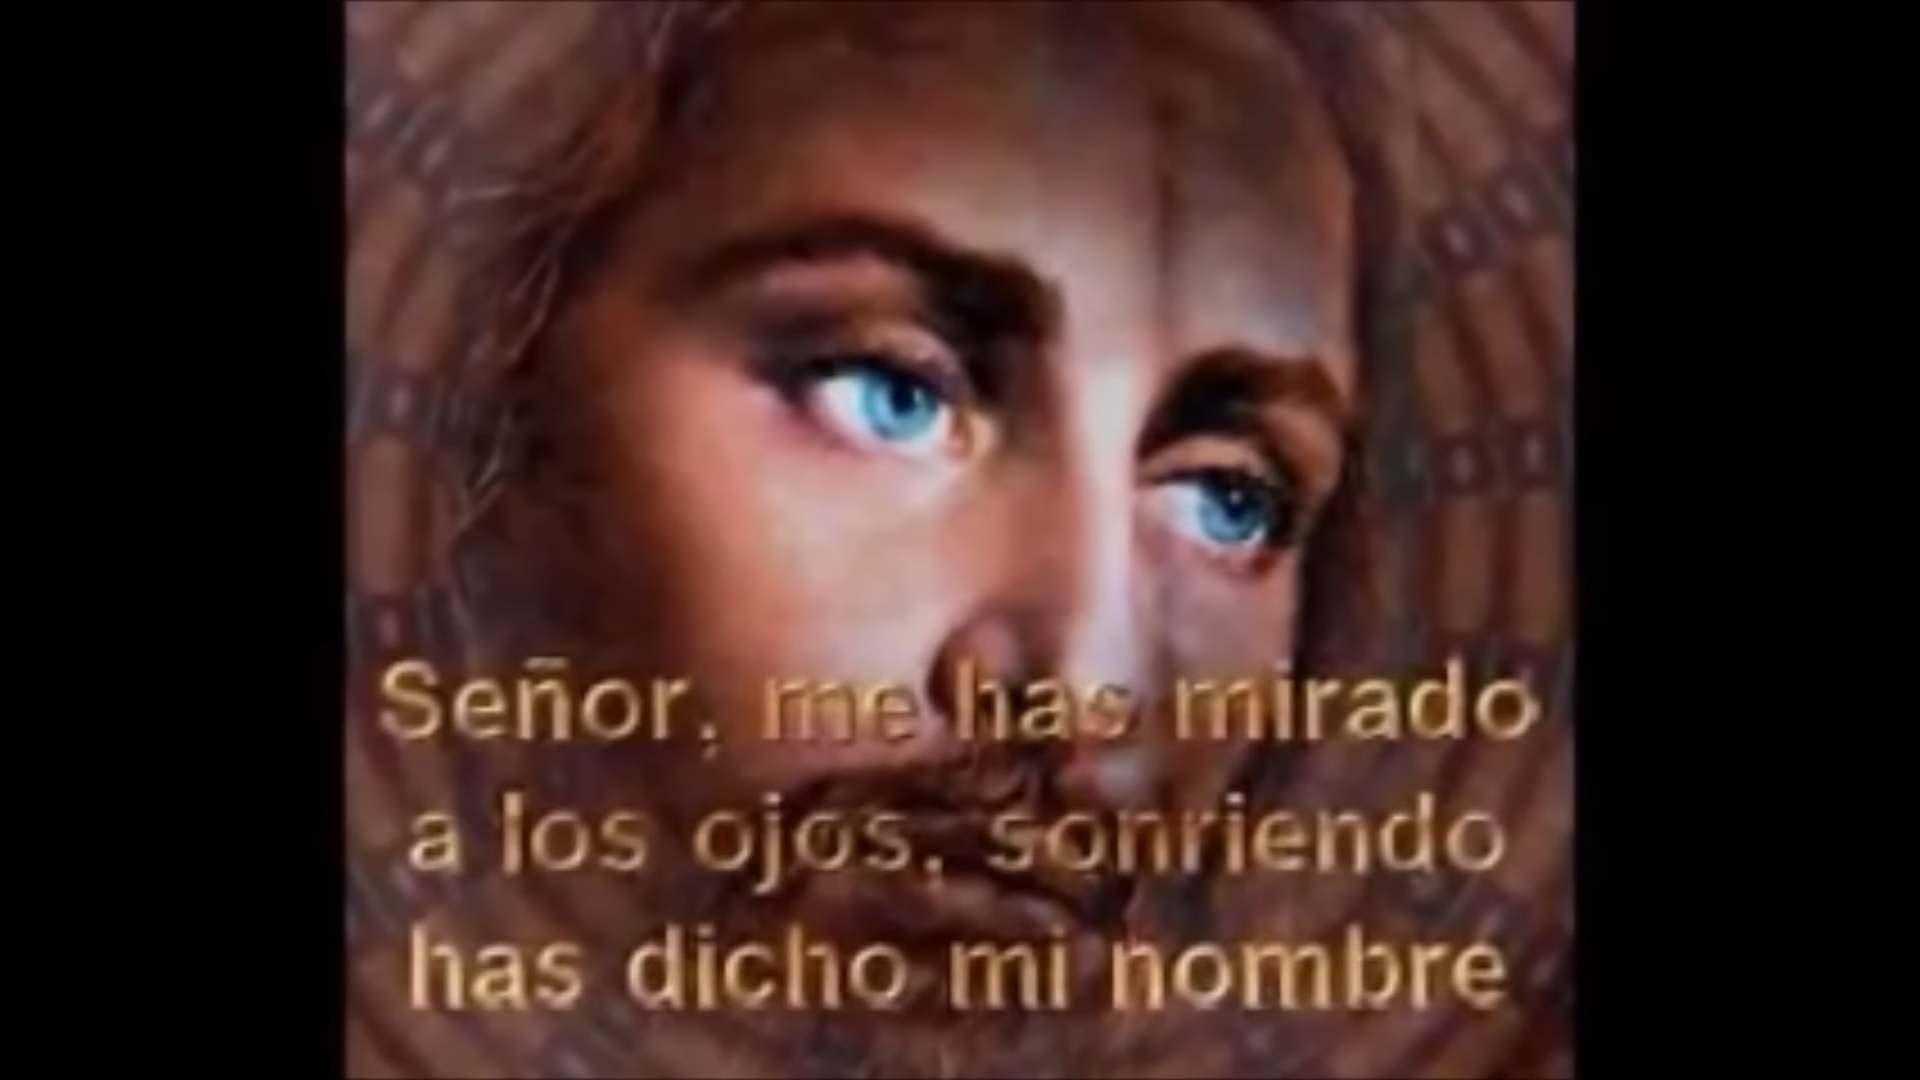 Señor, me has mirado
a los ojos, sonriendo
has dicho mi nombre